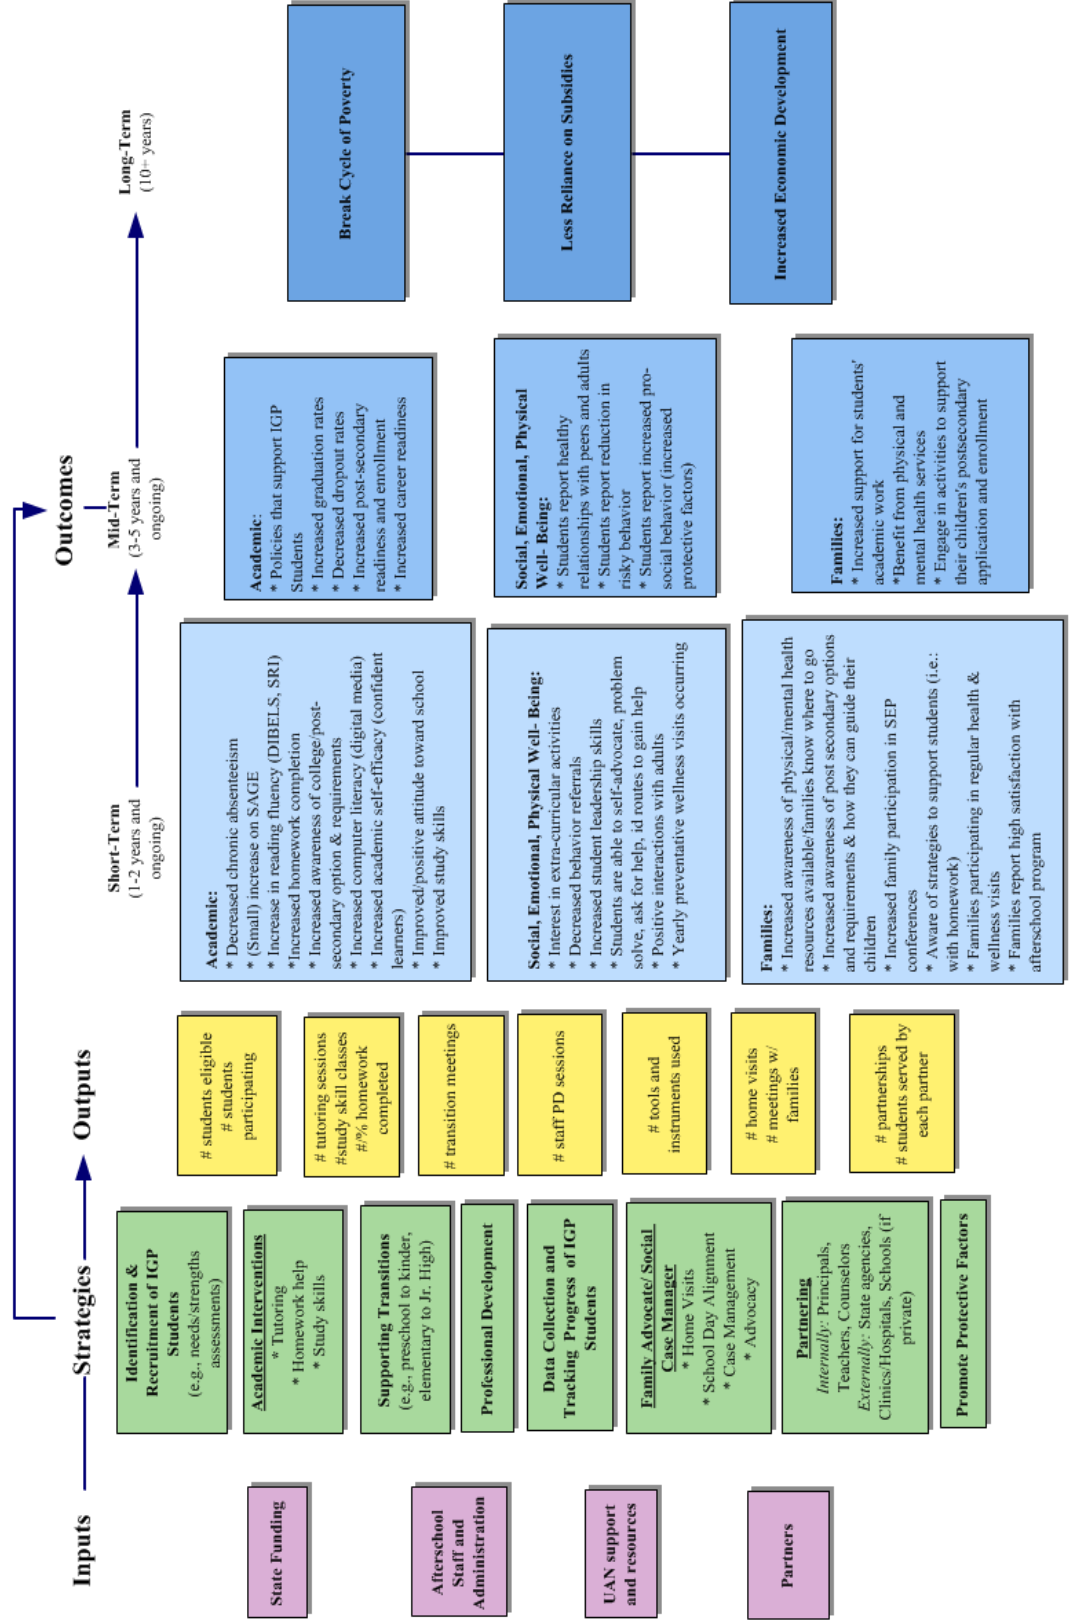 Inputs
Strategies
Outputs
Outcomes
Short-Term
(1-2 years and
ongoing)
Mid-Term
(3-5 years and
ongoing)
Long-Term
(10+ years)
State Funding
Afterschool
Staff and
Administration
UAN support
and resources
Partners
Identification &
Recruitment of IGP
Students
(e.g., needs/strengths
assessments)
Academic Interventions
* Tutoring
* Homework help
* Study skills
Supporting Transitions
(e.g., preschool to kinder,
elementary to Jr. High)
Professional Development
Data Collection and
Tracking Progress of IGP
Students
Family Advocate/ Social
Case Manager
* Home Visits
* School Day Alignment
* Case Management
* Advocacy
Partnering
Internally: Principals,
Teachers, Counselors
Externally: State agencies,
Clinics/Hospitals, Schools (if
private)
Promote Protective Factors
# students eligible
# students
participating
# tutoring sessions
#study skill classes
#/% homework
completed
# transition meetings
# staff PD sessions
# tools and
instruments used
# home visits
# meetings w/
families
# partnerships
# students served by
each partner
Academic:
* Decreased chronic absenteeism
* (Small) increase on SAGE
* Increase in reading fluency (DIBELS, SRI)
*Increased homework completion
* Increased awareness of college/post-
secondary option & requirements
* Increased computer literacy (digital media)
* Increased academic self-efficacy (confident
learners)
* Improved/positive attitude toward school
* Improved study skills
Social, Emotional, Physical Well- Being:
* Interest in extra-curricular activities
* Decreased behavior referrals
* Increased student leadership skills
* Students are able to self-advocate, problem
solve, ask for help, id routes to gain help
* Positive interactions with adults
* Yearly preventative wellness visits occurring
Families:
* Increased awareness of physical/mental health
resources available/families know where to go
* Increased awareness of post secondary options
and requirements & how they can guide their
children
* Increased family participation in SEP
conferences
* Aware of strategies to support students (i.e.:
with homework)
* Families participating in regular health &
wellness visits
* Families report high satisfaction with
afterschool program
Academic:
* Policies that support IGP
Students
* Increased graduation rates
* Decreased dropout rates
* Increased post-secondary
readiness and enrollment
* Increased career readiness
Social, Emotional, Physical
Well- Being:
* Students report healthy
relationships with peers and adults
* Students report reduction in
risky behavior
* Students report increased pro-
social behavior (increased
protective factors)
Families:
* Increased support for students'
academic work
*Benefit from physical and
mental health services
* Engage in activities to support
their children's postsecondary
application and enrollment
Break Cycle of Poverty
Less Reliance on Subsidies
Increased Economic Development